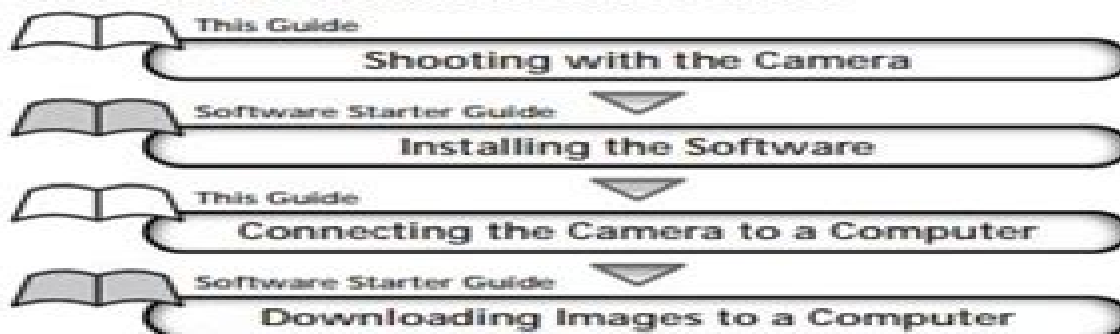 This Guide
Shooting with the Camera
Software Starter Guide
Installing the Software
This Guide
Connecting the Camera to a Computer
Software Starter Guide
Downloading Images to a Computer